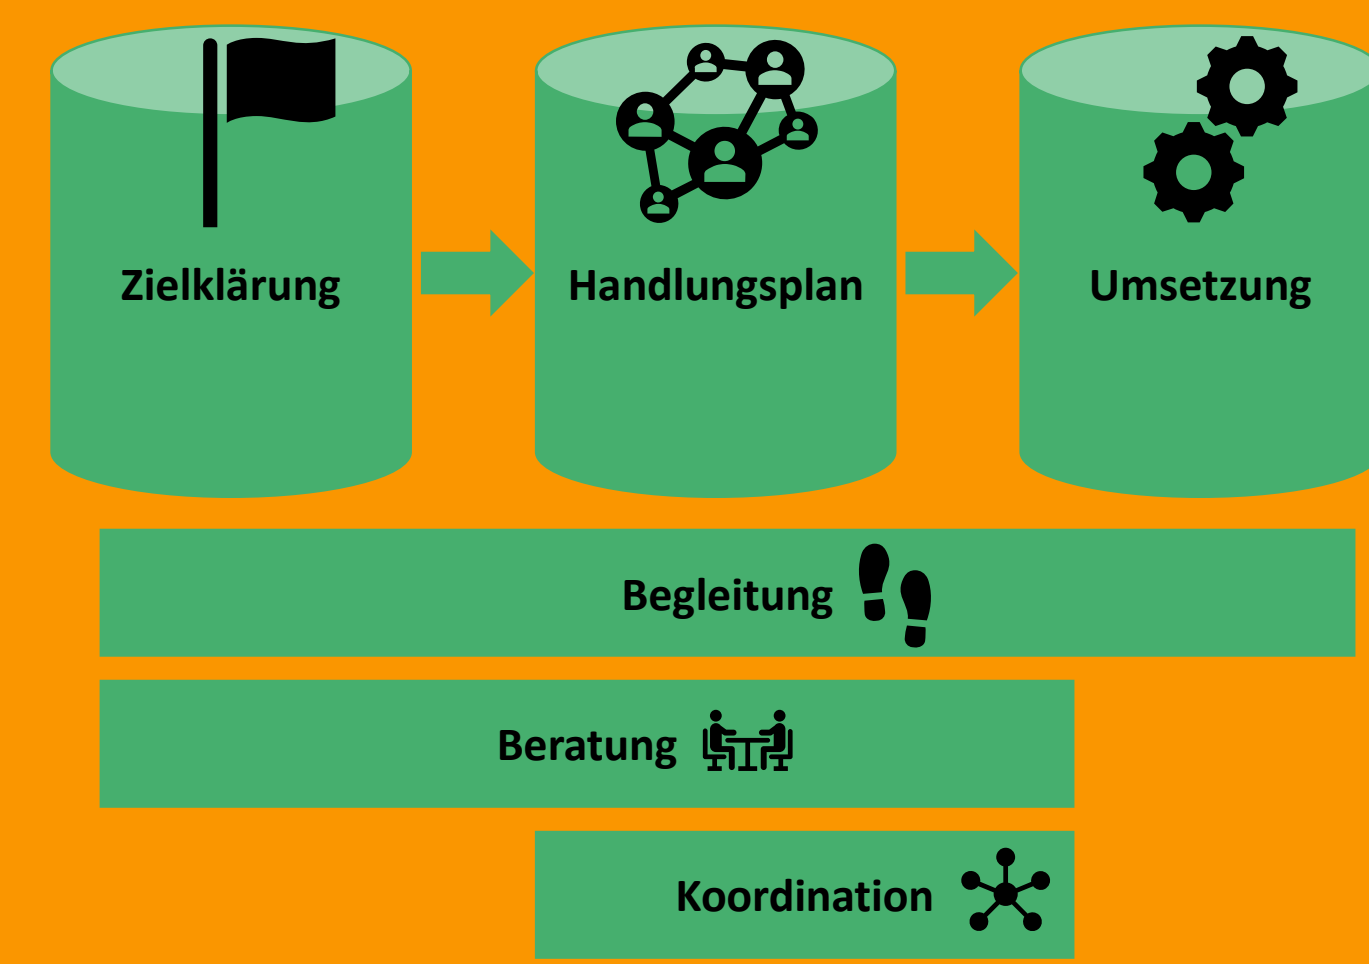 Zielklärung
Handlungsplan
Umsetzung
Begleitung
Beratung
Koordination